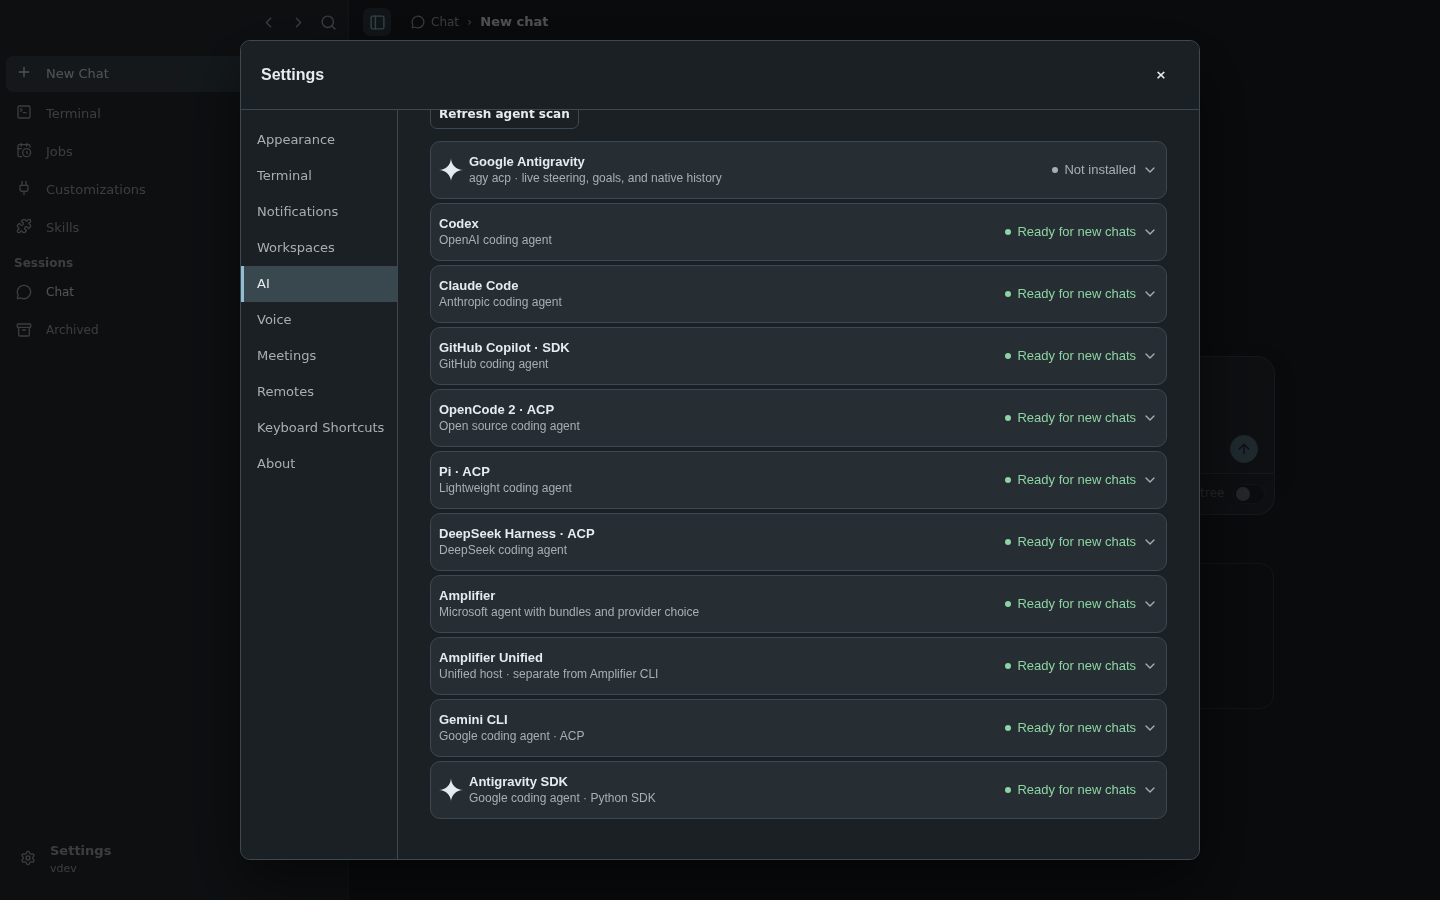 Chat › New chat
New Chat
Terminal
Jobs
Customizations
Skills
Sessions
Chat
Archived
Settings
vdev
Settings
×
Appearance
Terminal
Notifications
Workspaces
AI
Voice
Meetings
Remotes
Keyboard Shortcuts
About
Refresh agent scan
Google Antigravity
agy acp · live steering, goals, and native history
Not installed
Codex
OpenAI coding agent
Ready for new chats
Claude Code
Anthropic coding agent
Ready for new chats
GitHub Copilot · SDK
GitHub coding agent
Ready for new chats
OpenCode 2 · ACP
Open source coding agent
Ready for new chats
Pi · ACP
Lightweight coding agent
Ready for new chats
DeepSeek Harness · ACP
DeepSeek coding agent
Ready for new chats
Amplifier
Microsoft agent with bundles and provider choice
Ready for new chats
Amplifier Unified
Unified host · separate from Amplifier CLI
Ready for new chats
Gemini CLI
Google coding agent · ACP
Ready for new chats
Antigravity SDK
Google coding agent · Python SDK
Ready for new chats
tree